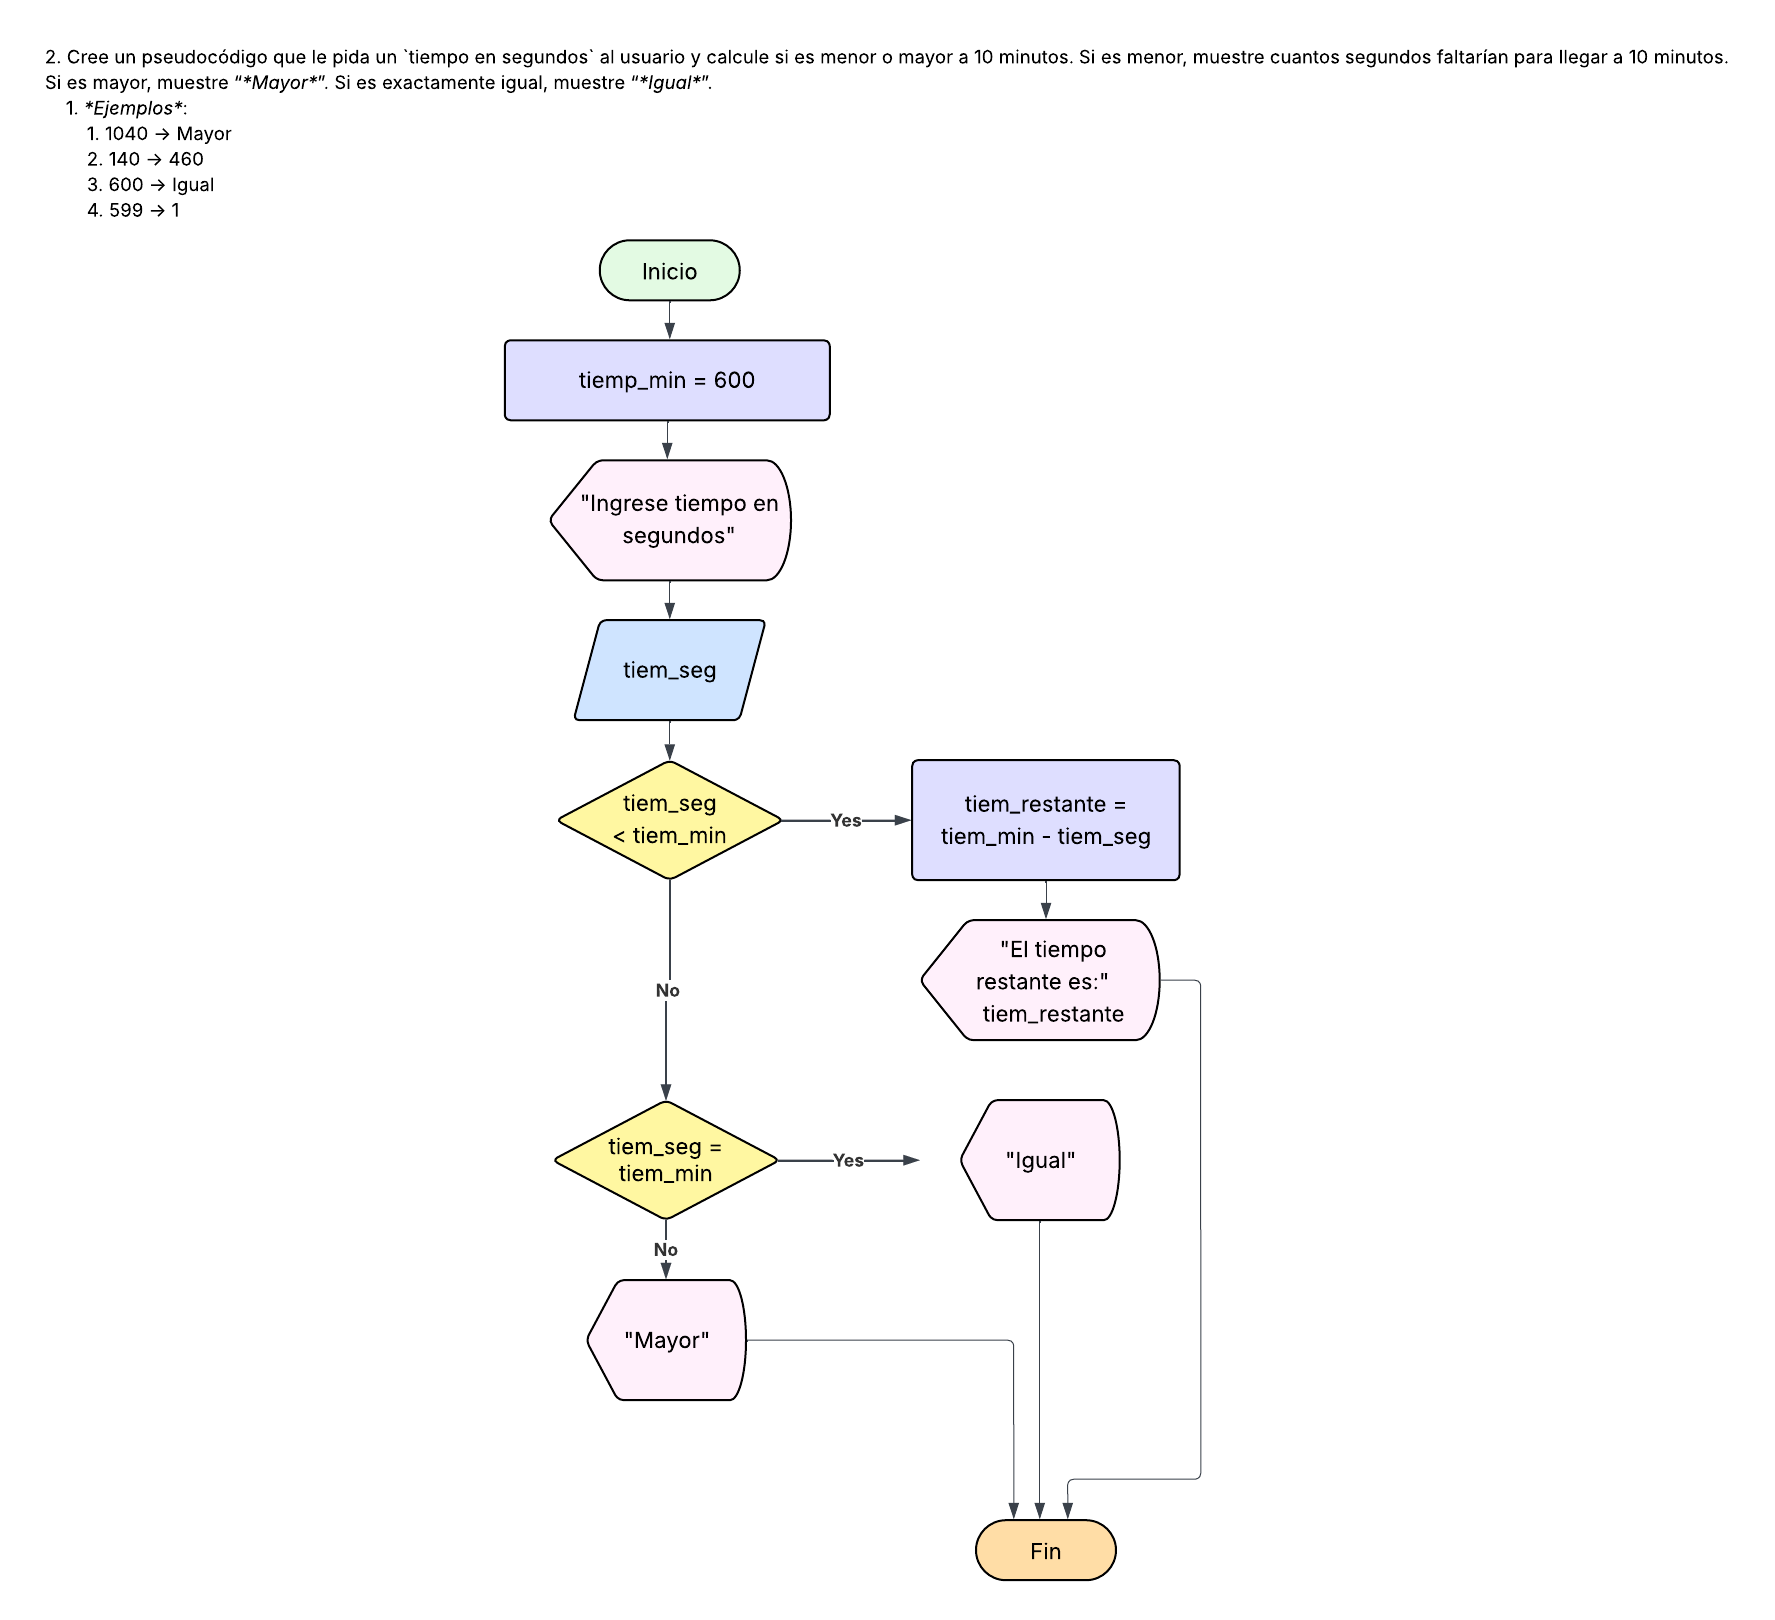 2. Cree un pseudocódigo que le pida un `tiempo en segundos` al usuario y calcule si es menor o mayor a 10 minutos. Si es menor, muestre cuantos segundos faltarían para llegar a 10 minutos.
Si es mayor, muestre “*Mayor*”. Si es exactamente igual, muestre “*Igual*”.
1. *Ejemplos*:
1. 1040 → Mayor
2. 140 → 460
3. 600 → Igual
4. 599 → 1
Inicio
tiemp_min = 600
"Ingrese tiempo en
segundos"
tiem_seg
tiem_seg
< tiem_min
Yes
tiem_restante =
tiem_min - tiem_seg
"El tiempo
restante es:"
tiem_restante
No
tiem_seg =
tiem_min
Yes
"Igual"
No
"Mayor"
Fin